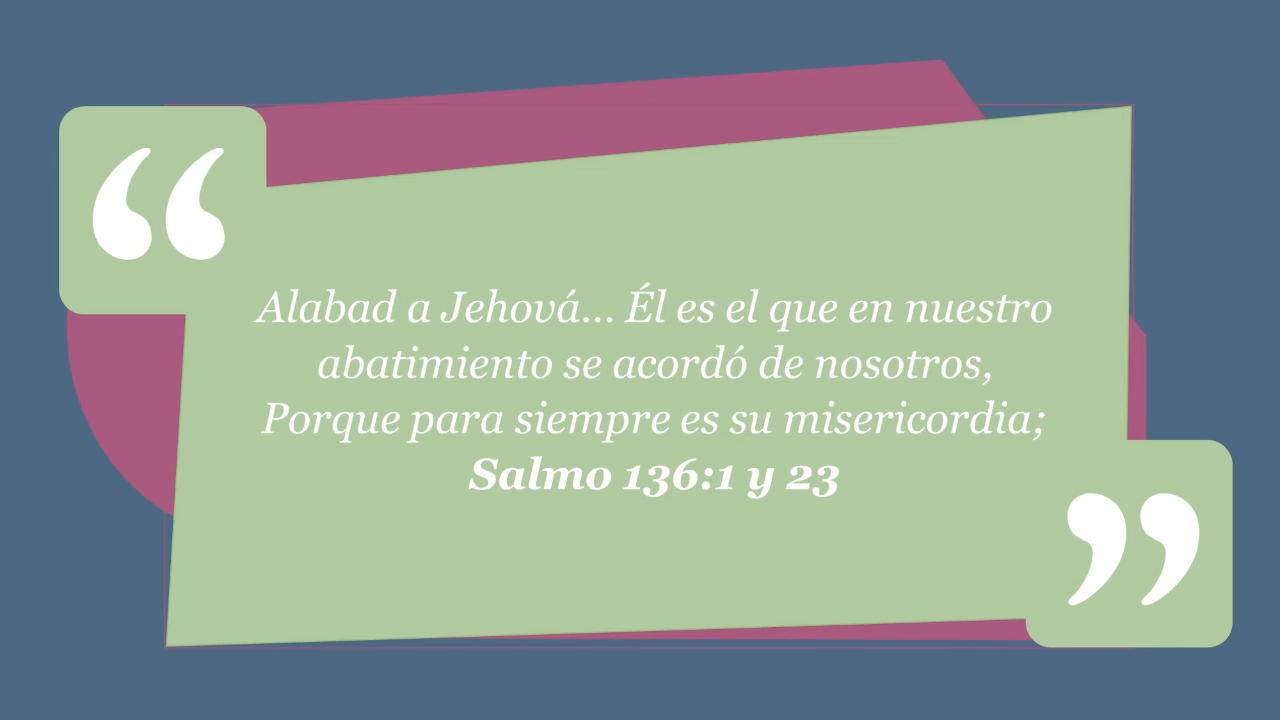 “
Alabad a Jehová... Él es el que en nuestro
abatimiento se acordó de nosotros,
Porque para siempre es su misericordia;
Salmo 136:1 y 23
”